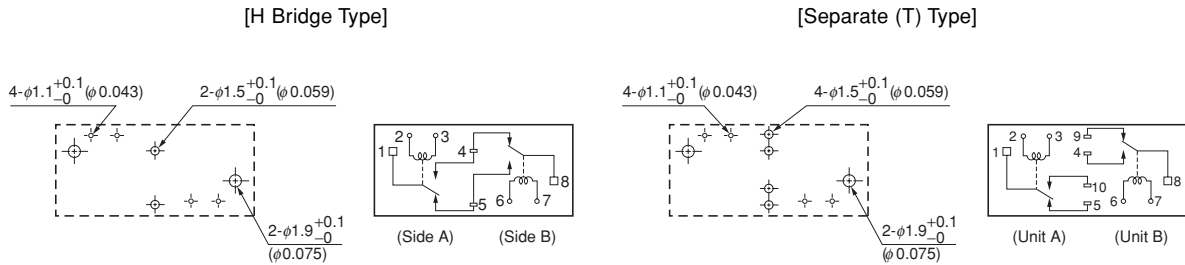 [H Bridge Type]
4-ϕ1.1 +0.1 -0 (ϕ0.043)
2-ϕ1.5 +0.1 -0 (ϕ0.059)
2-ϕ1.9 +0.1 -0
(ϕ0.075)
2 3
1 4
8
5 6 7
(Side A) (Side B)
[Separate (T) Type]
4-ϕ1.1 +0.1 -0 (ϕ0.043)
4-ϕ1.5 +0.1 -0 (ϕ0.059)
2-ϕ1.9 +0.1 -0
(ϕ0.075)
2 3 9
1 4
8
10
5 6 7
(Unit A) (Unit B)